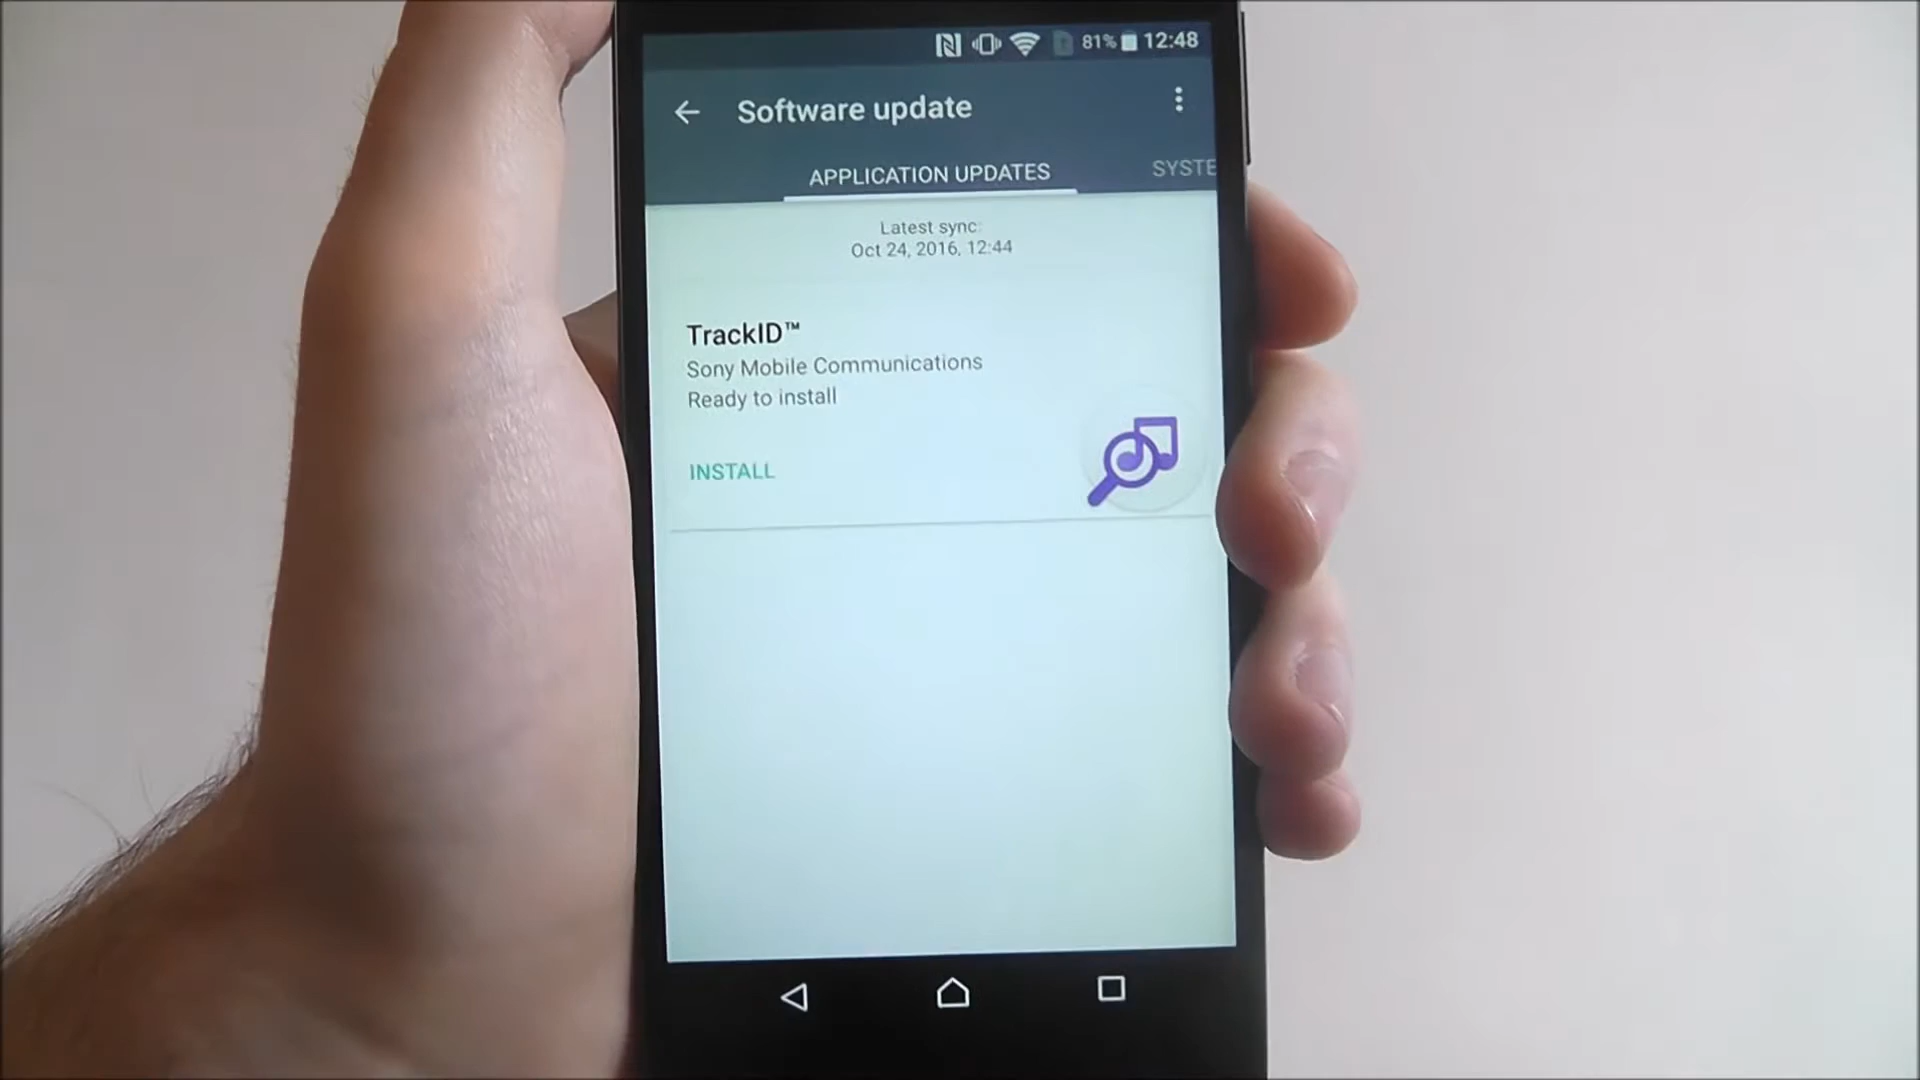 81% 12:48
Software update
APPLICATION UPDATES SYSTE
Latest sync:
Oct 24, 2016, 12:44
TrackID™
Sony Mobile Communications
Ready to install
INSTALL